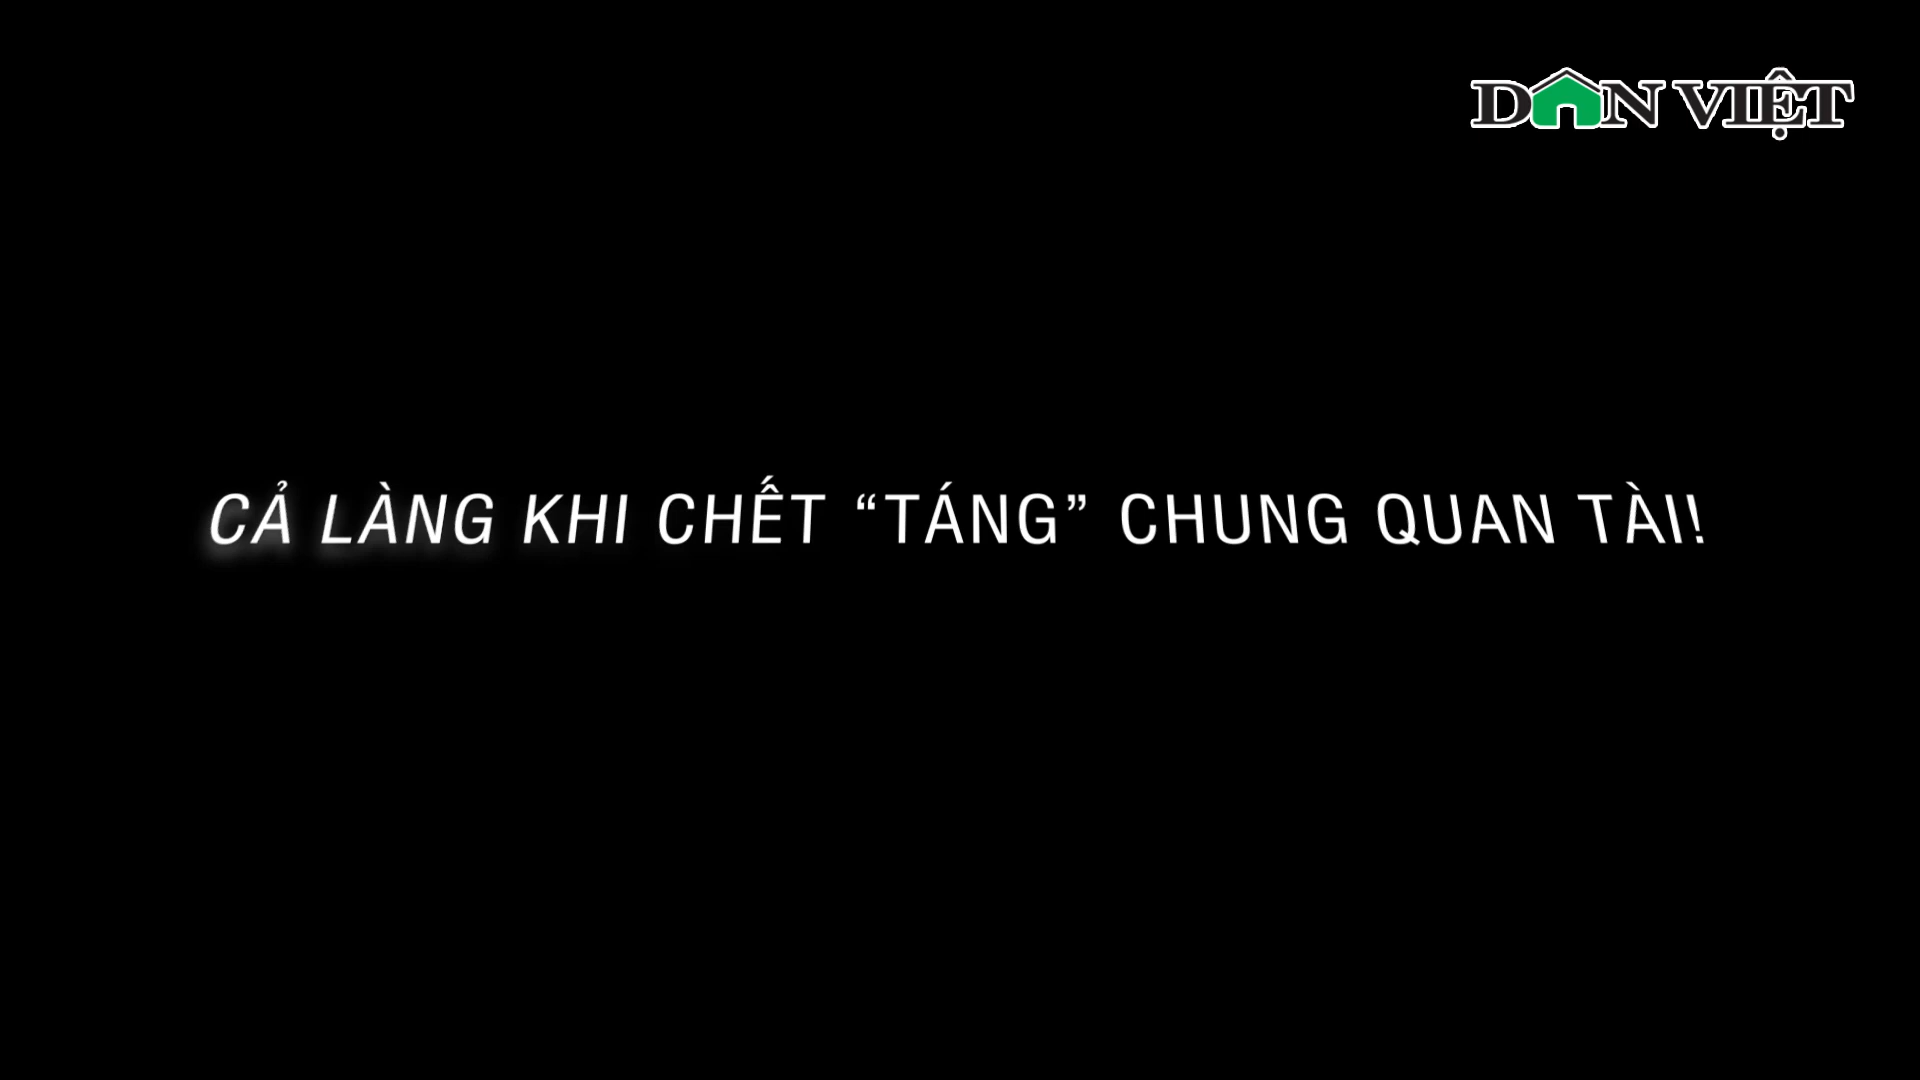 DÂN VIỆT
CẢ LÀNG KHI CHẾT “TÁNG” CHUNG QUAN TÀI!